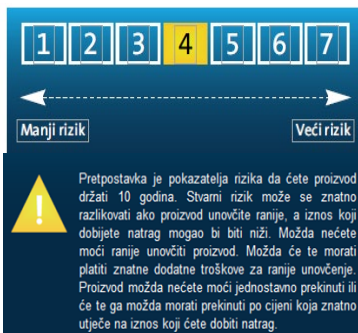 1 2 3 4 5 6 7
Manji rizik Veći rizik
Pretpostavka je pokazatelja rizika da ćete proizvod
držati 10 godina. Stvarni rizik može se znatno
razlikovati ako proizvod unovčite ranije, a iznos koji
dobijete natrag mogao bi biti niži. Možda nećete
moći ranije unovčiti proizvod. Možda će te morati
platiti znatne dodatne troškove za ranije unovčenje.
Proizvod možda nećete moći jednostavno prekinuti ili
će te ga možda morati prekinuti po cijeni koja znatno
utječe na iznos koji ćete dobiti natrag.